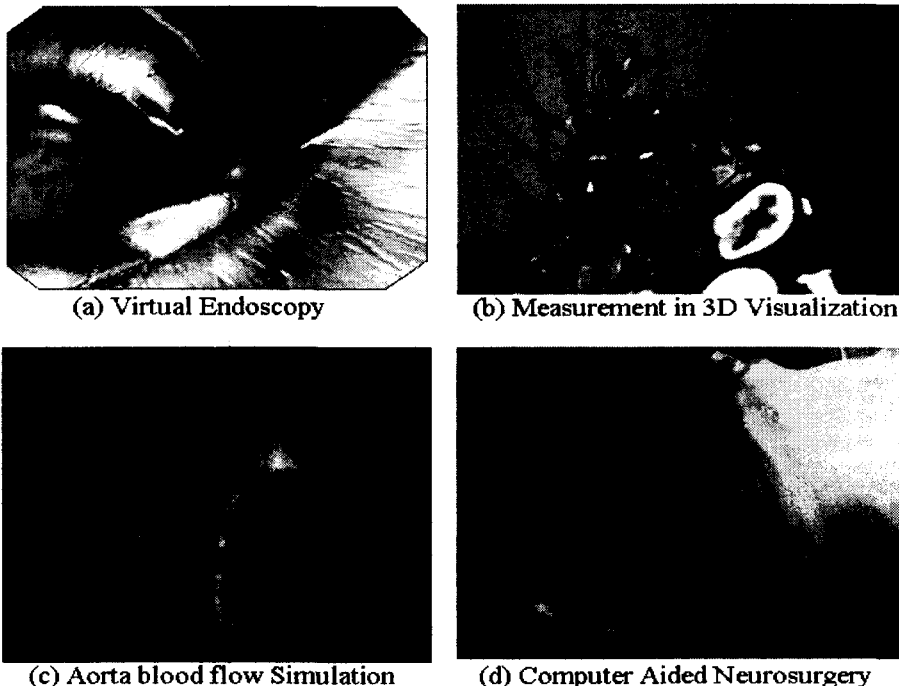 (a) Virtual Endoscopy
(b) Measurement in 3D Visualization
(c) Aorta blood flow Simulation
(d) Computer Aided Neurosurgery